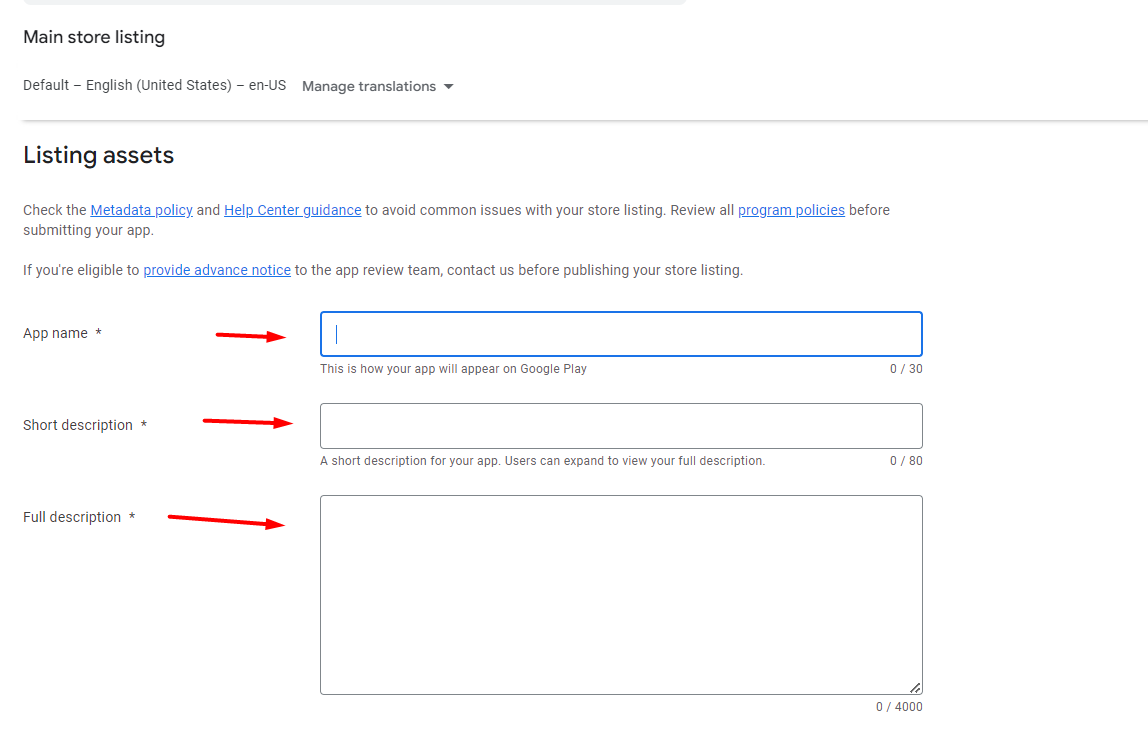 Main store listing
Default – English (United States) – en-US Manage translations
Listing assets
Check the Metadata policy and Help Center guidance to avoid common issues with your store listing. Review all program policies before
submitting your app.
If you're eligible to provide advance notice to the app review team, contact us before publishing your store listing.
App name *
This is how your app will appear on Google Play 0 / 30
Short description *
A short description for your app. Users can expand to view your full description. 0 / 80
Full description *
0 / 4000